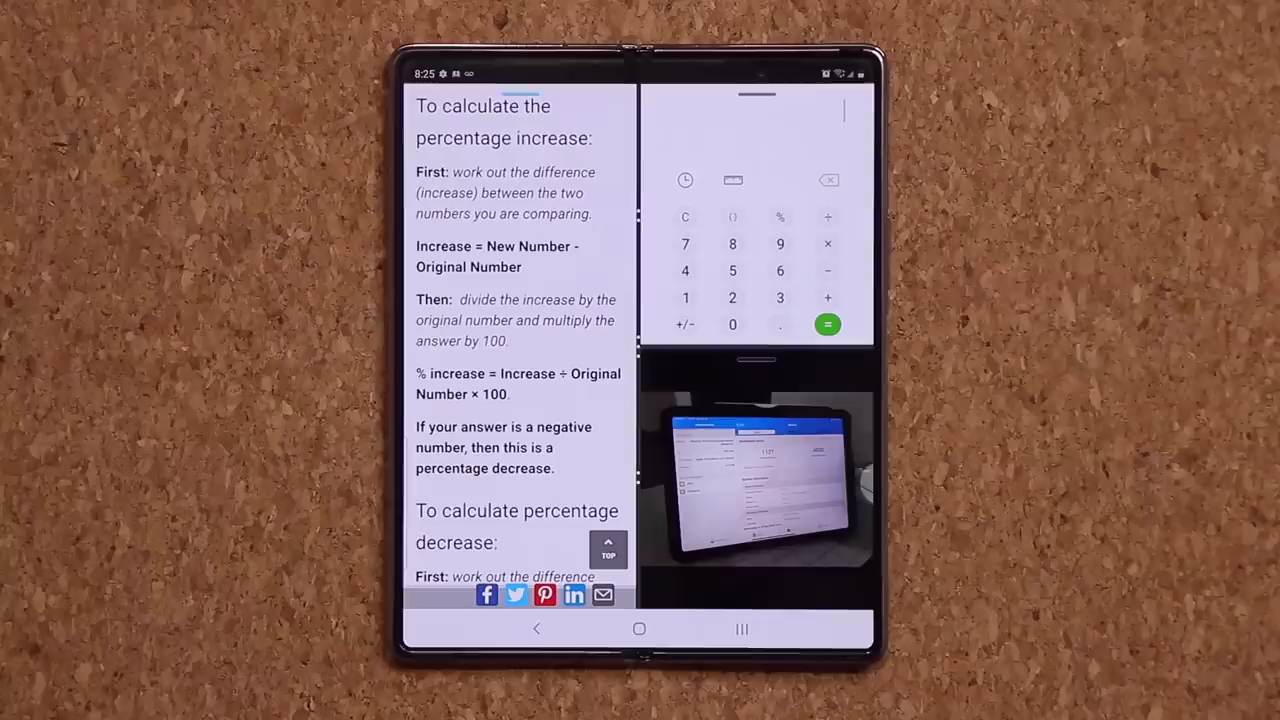 8:25
To calculate the
percentage increase:
First: work out the difference
(increase) between the two
numbers you are comparing.
Increase = New Number -
Original Number
Then: divide the increase by the
original number and multiply the
answer by 100.
% increase = Increase ÷ Original
Number × 100.
If your answer is a negative
number, then this is a
percentage decrease.
To calculate percentage
decrease:
First: work out the difference
TOP
C () % ÷
7 8 9 ×
4 5 6 −
1 2 3 +
+/− 0 . =